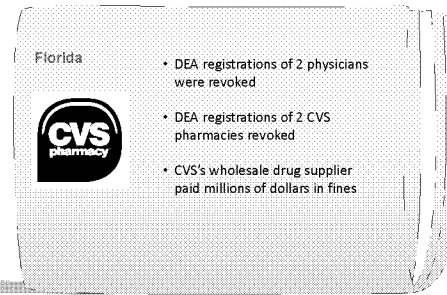 Florida
CVS
pharmacy
• DEA registrations of 2 physicians
were revoked
• DEA registrations of 2 CVS
pharmacies revoked
• CVS's wholesale drug supplier
paid millions of dollars in fines